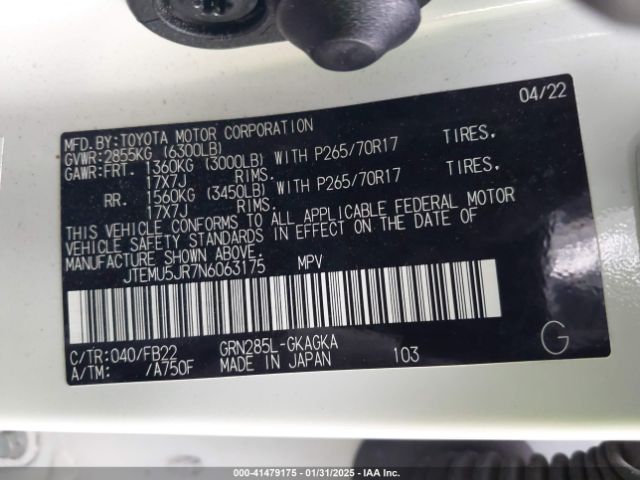 04/22
MFD.BY:TOYOTA MOTOR CORPORATION
GVWR:2855KG (6300LB)
GAWR:FRT. 1360KG (3000LB) WITH P265/70R17 TIRES,
17X7J RIMS.
RR. 1560KG (3450LB) WITH P265/70R17 TIRES,
17X7J RIMS.
THIS VEHICLE CONFORMS TO ALL APPLICABLE FEDERAL MOTOR
VEHICLE SAFETY STANDARDS IN EFFECT ON THE DATE OF
MANUFACTURE SHOWN ABOVE.
JTEMU5JR7N6063175 MPV
C/TR:040/FB22 GRN285L-GKAGKA
A/TM: /A750F MADE IN JAPAN 103
G
000-41479175 - 01/31/2025 - IAA Inc.